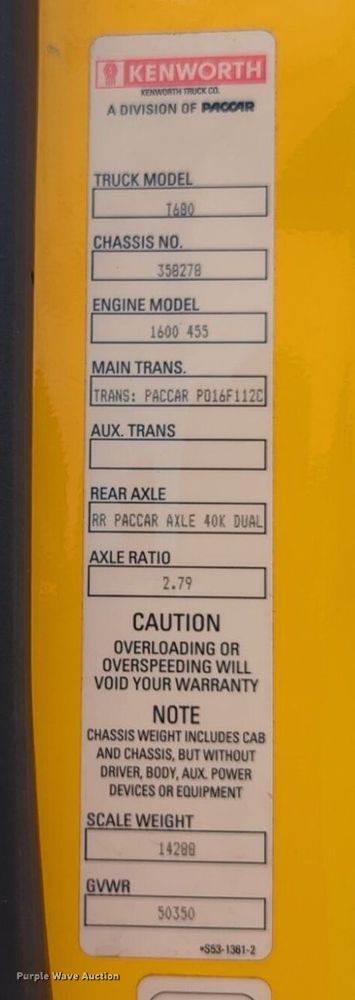 KENWORTH
KENWORTH TRUCK CO.
A DIVISION OF PACCAR
TRUCK MODEL
T680
CHASSIS NO.
358278
ENGINE MODEL
1600 455
MAIN TRANS.
TRANS: PACCAR PO16F112C
AUX. TRANS
REAR AXLE
RR PACCAR AXLE 40K DUAL
AXLE RATIO
2.79
CAUTION
OVERLOADING OR
OVERSPEEDING WILL
VOID YOUR WARRANTY
NOTE
CHASSIS WEIGHT INCLUDES CAB
AND CHASSIS, BUT WITHOUT
DRIVER, BODY, AUX. POWER
DEVICES OR EQUIPMENT
SCALE WEIGHT
14288
GVWR
50350
*S53-1361-2
Purple Wave Auction